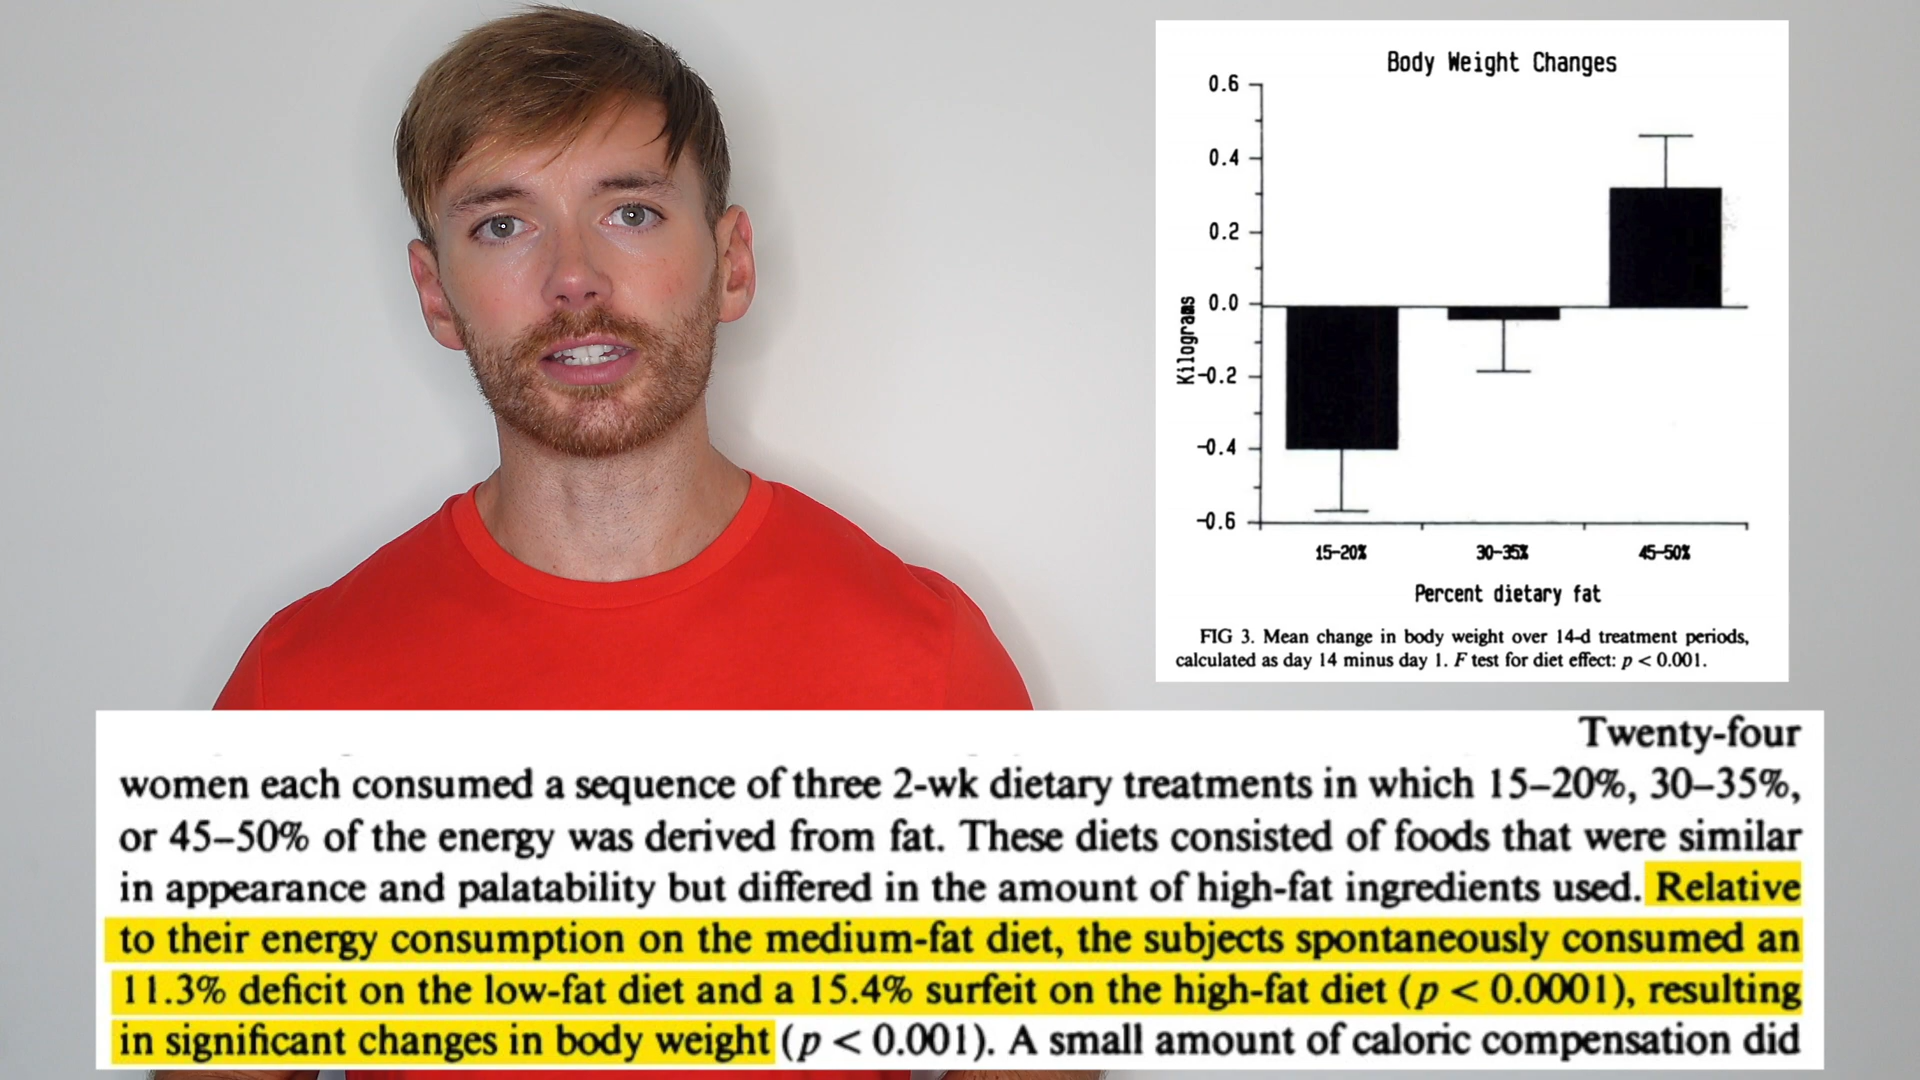 Body Weight Changes
0.6
0.4
0.2
0.0
-0.2
-0.4
-0.6
Kilograms
15-20% 30-35% 45-50%
Percent dietary fat
FIG 3. Mean change in body weight over 14-d treatment periods,
calculated as day 14 minus day 1. F test for diet effect: p < 0.001.
Twenty-four
women each consumed a sequence of three 2-wk dietary treatments in which 15–20%, 30–35%,
or 45–50% of the energy was derived from fat. These diets consisted of foods that were similar
in appearance and palatability but differed in the amount of high-fat ingredients used. Relative
to their energy consumption on the medium-fat diet, the subjects spontaneously consumed an
11.3% deficit on the low-fat diet and a 15.4% surfeit on the high-fat diet (p < 0.0001), resulting
in significant changes in body weight (p < 0.001). A small amount of caloric compensation did